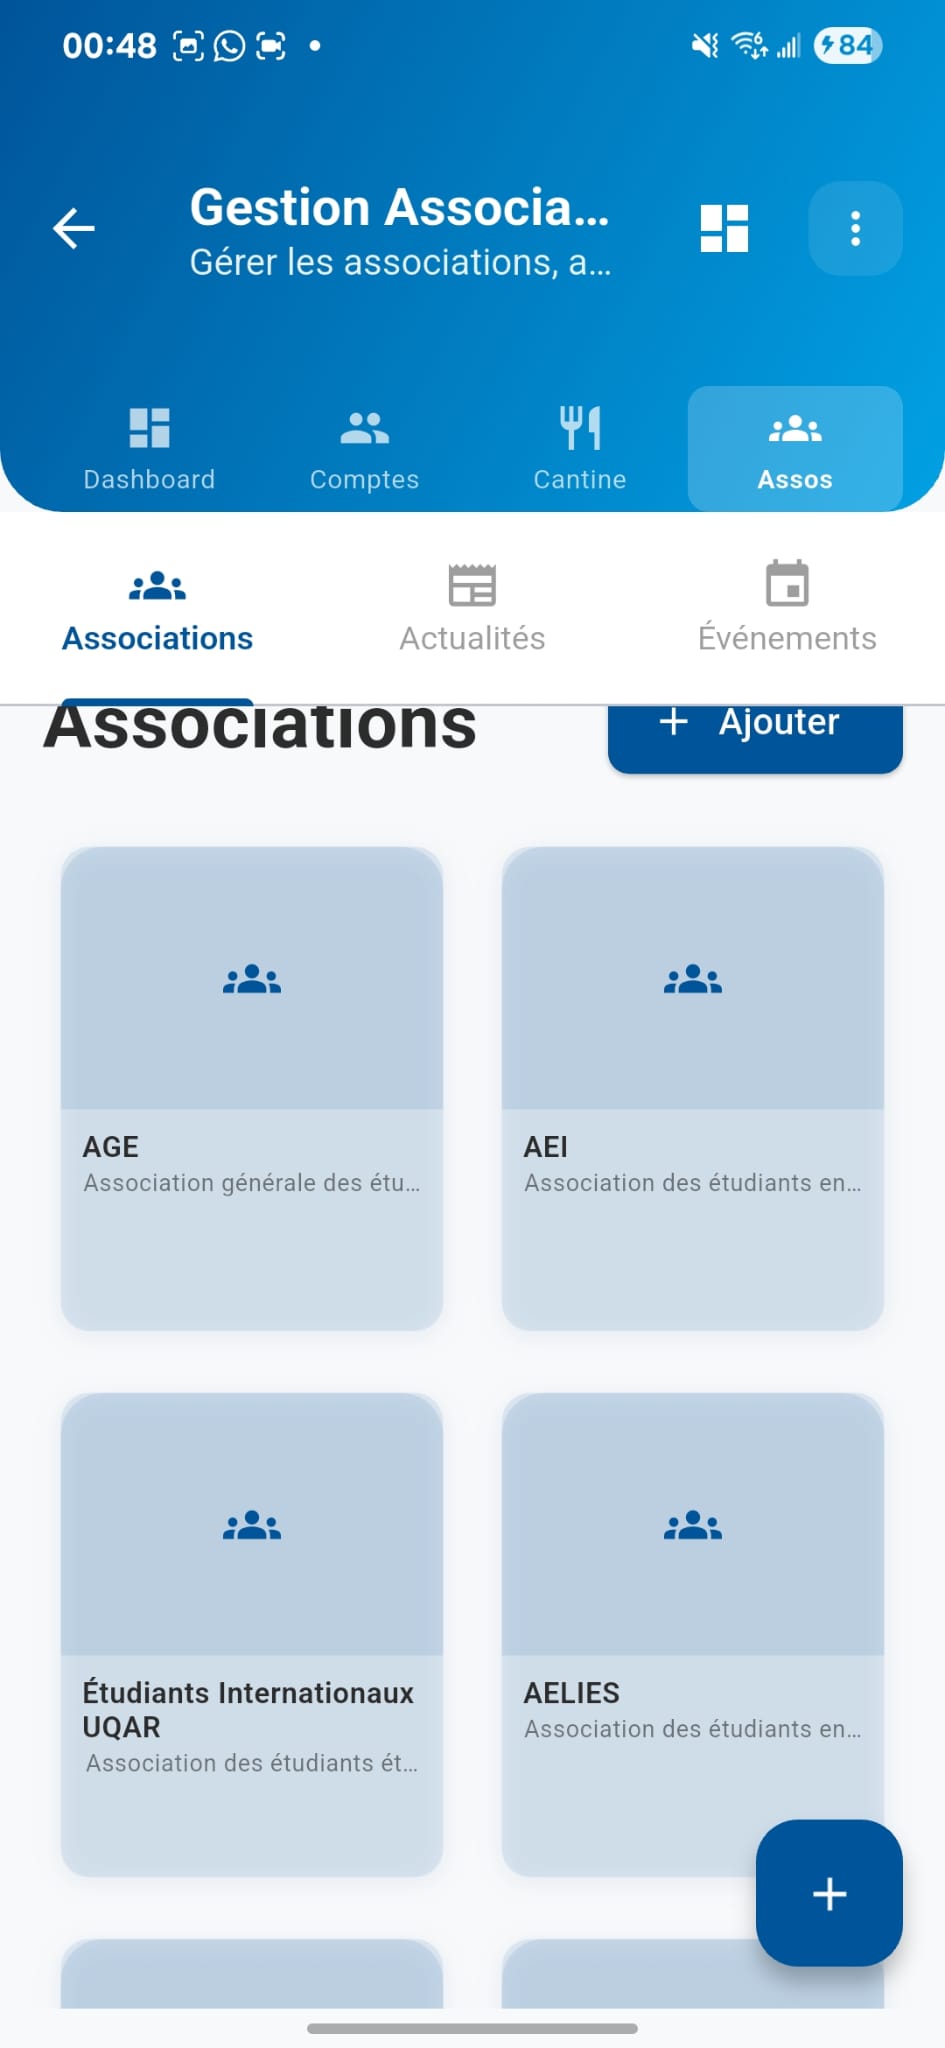 00:48
6
84
Gestion Associa...
Gérer les associations, a...
Dashboard
Comptes
Cantine
Assos
Associations
Actualités
Événements
Associations
+ Ajouter
AGE
Association générale des étu...
AEI
Association des étudiants en...
Étudiants Internationaux
UQAR
Association des étudiants ét...
AELIES
Association des étudiants en...
+